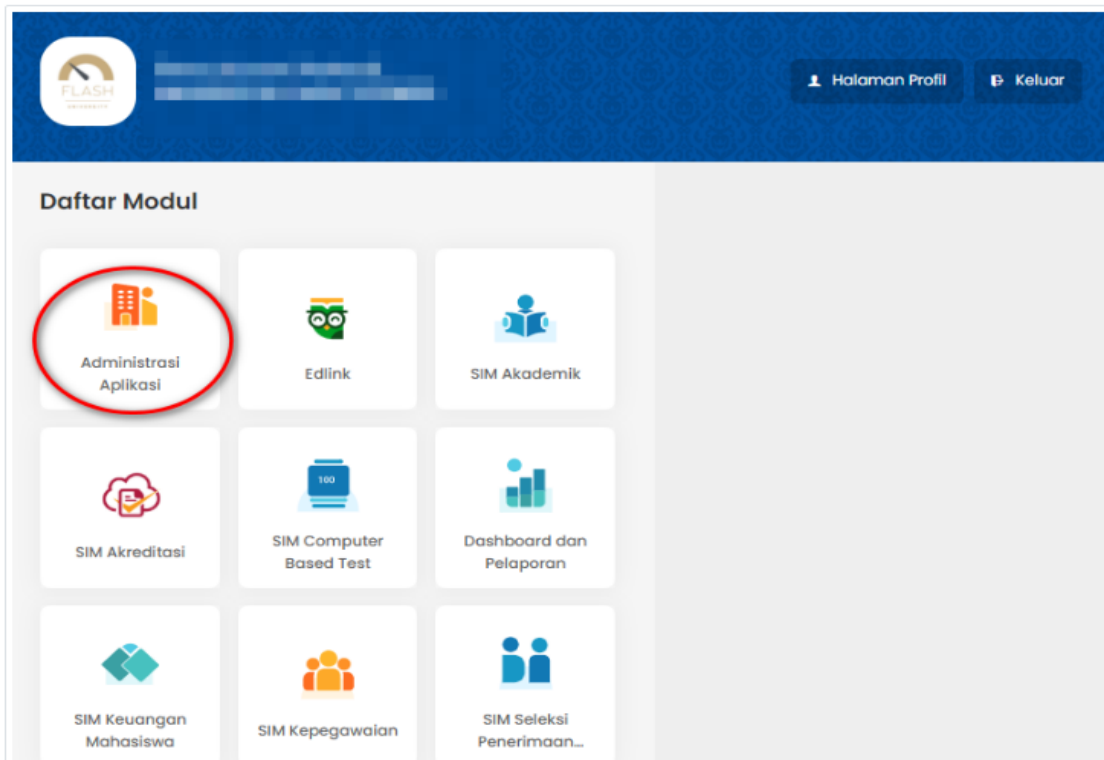 FLASH
Halaman Profil
Keluar
Daftar Modul
Administrasi
Aplikasi
Edlink
SIM Akademik
SIM Akreditasi
100
SIM Computer
Based Test
Dashboard dan
Pelaporan
SIM Keuangan
Mahasiswa
SIM Kepegawaian
SIM Seleksi
Penerimaan...